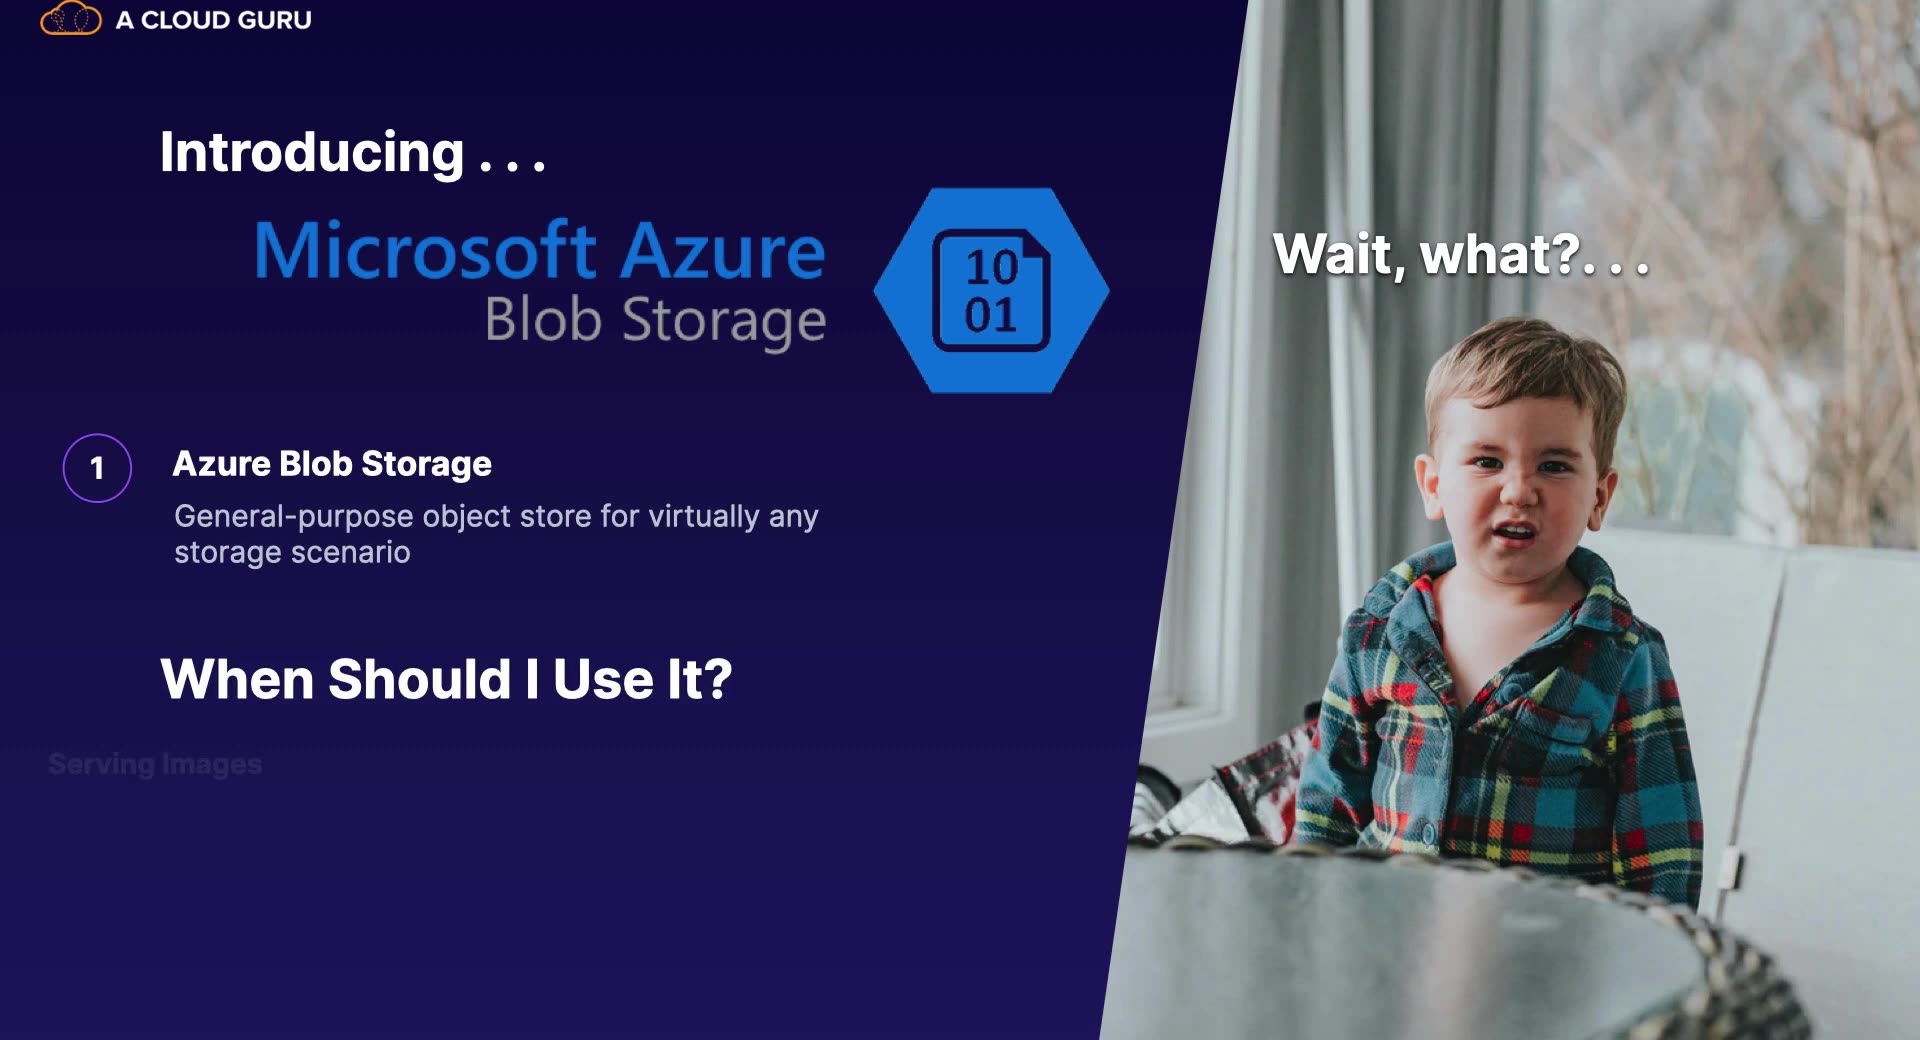 A CLOUD GURU
Introducing . . .
Microsoft Azure
Blob Storage
10
01
Wait, what?. . .
1
Azure Blob Storage
General-purpose object store for virtually any
storage scenario
When Should I Use It?
Serving Images